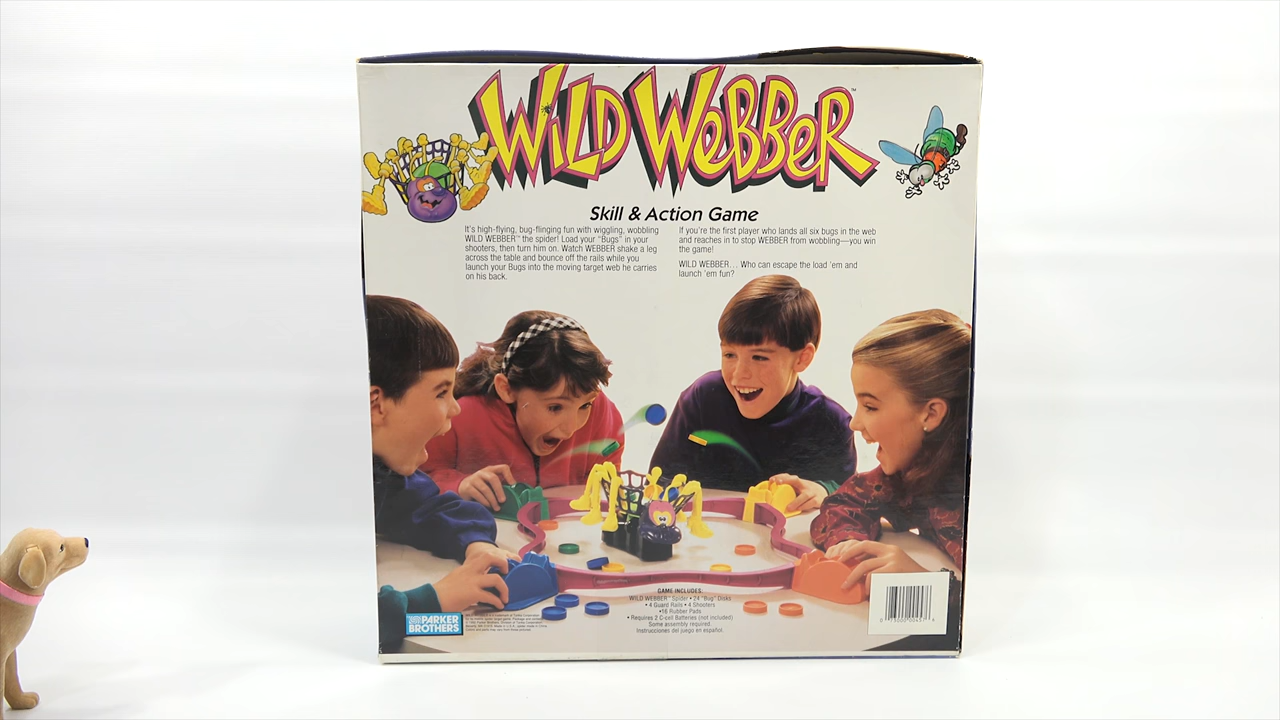 WILD WEBBER™
Skill & Action Game
It's high-flying, bug-flinging fun with wiggling, wobbling
WILD WEBBER™ the spider! Load your "Bugs" in your
shooters, then turn him on. Watch WEBBER shake a leg
across the table and bounce off the rails while you
launch your Bugs into the moving target web he carries
on his back.
If you're the first player who lands all six bugs in the web
and reaches in to stop WEBBER from wobbling—you win
the game!
WILD WEBBER... Who can escape the load 'em and
launch 'em fun?
GAME INCLUDES:
WILD WEBBER™ Spider • 24 "Bug" Disks
• 4 Guard Rails • 4 Shooters
•16 Rubber Pads
• Requires 2 C-cell Batteries (not included)
Some assembly required.
Instrucciones del juego en español.
PARKER
BROTHERS